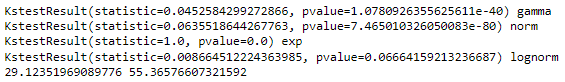 KstestResult(statistic=0.0452584299272866, pvalue=1.0780926355625611e-40) gamma
KstestResult(statistic=0.0635518644267763, pvalue=7.465010326050083e-80) norm
KstestResult(statistic=1.0, pvalue=0.0) exp
KstestResult(statistic=0.008664512224363985, pvalue=0.06664159213236687) lognorm
29.12351969089776 55.36576607321592